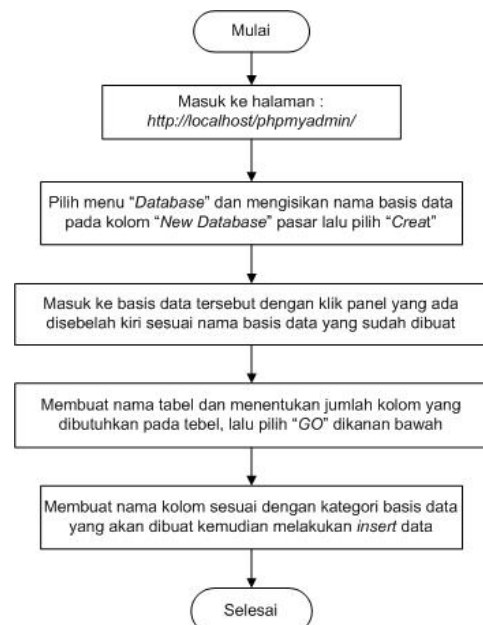 Mulai
Masuk ke halaman :
http://localhost/phpmyadmin/
Pilih menu “Database” dan mengisikan nama basis data
pada kolom “New Database” pasar lalu pilih “Creat”
Masuk ke basis data tersebut dengan klik panel yang ada
disebelah kiri sesuai nama basis data yang sudah dibuat
Membuat nama tabel dan menentukan jumlah kolom yang
dibutuhkan pada tebel, lalu pilih “GO” dikanan bawah
Membuat nama kolom sesuai dengan kategori basis data
yang akan dibuat kemudian melakukan insert data
Selesai